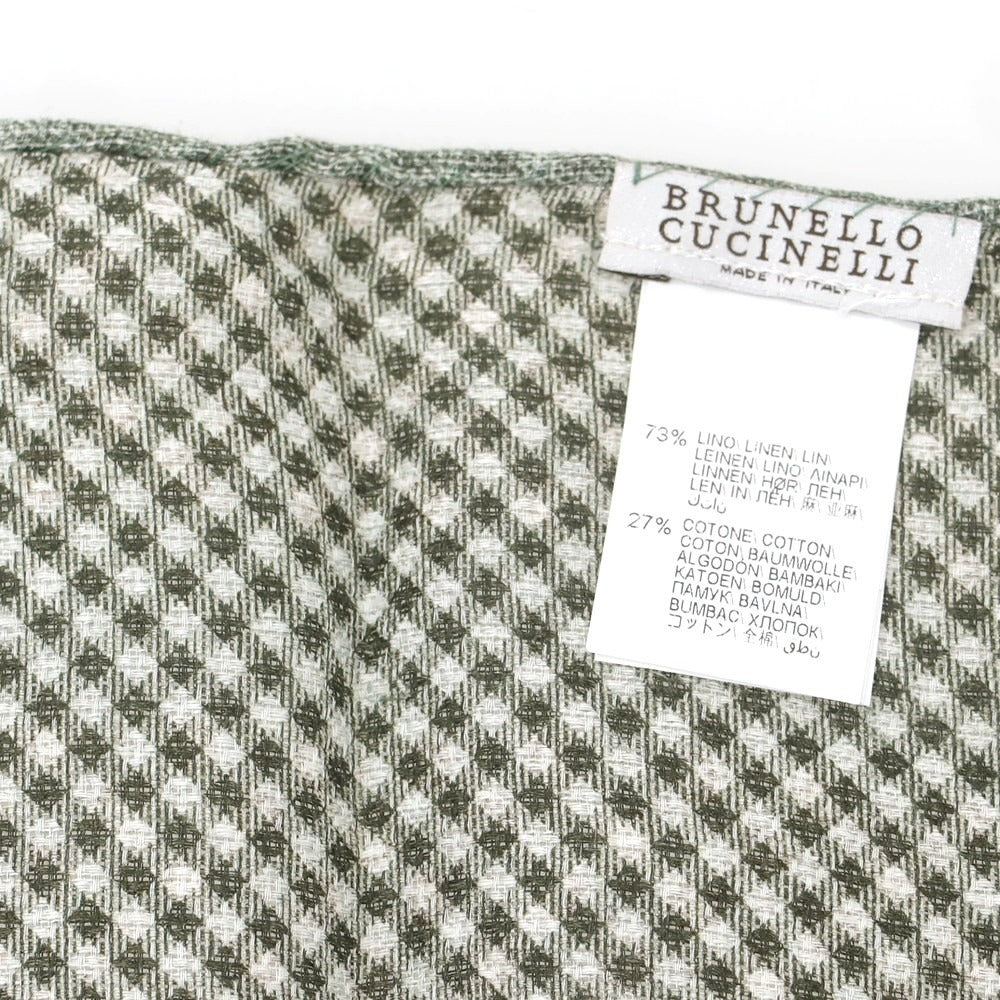 BRUNELLO
CUCINELLI
MADE IN ITALY
73% LINO\ LINEN\ LIN\
LEINEN\ LINO\ ΛΙΝΑΡΙ\
LINNEN\ HØR\ ЛЕН\
LEN\ IN\ ЛЁН\ 麻\ 亚麻\
27% COTONE\ COTTON\
COTON\ BAUMWOLLE\
ALGODÓN\ BAMBAKI\
KATOEN\ BOMULD\
ПАМУК\ BAVLNA\
BUMBAC\ ХЛОПОК\
コットン\ 全棉\